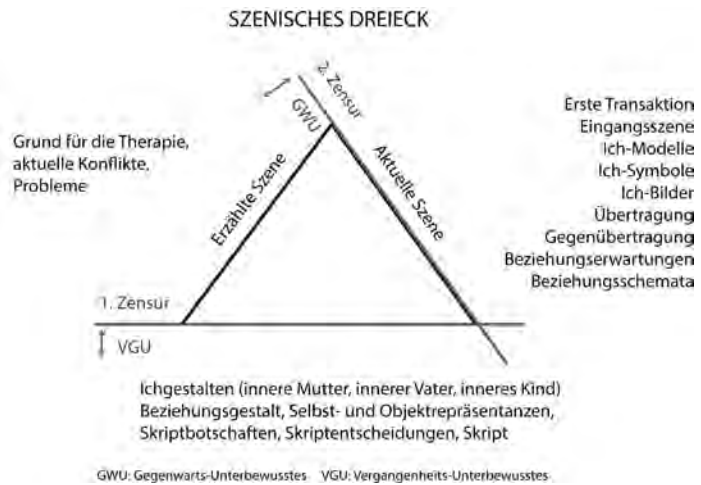 SZENISCHES DREIECK
2. Zensur
GWU
Grund für die Therapie,
aktuelle Konflikte,
Probleme
Erzählte Szene
Aktuelle Szene
Erste Transaktion
Eingangsszene
Ich-Modelle
Ich-Symbole
Ich-Bilder
Übertragung
Gegenübertragung
Beziehungserwartungen
Beziehungsschemata
1. Zensur
VGU
Ichgestalten (innere Mutter, innerer Vater, inneres Kind)
Beziehungsgestalt, Selbst- und Objektrepräsentanzen,
Skriptbotschaften, Skriptentscheidungen, Skript
GWU: Gegenwarts-Unterbewusstes VGU: Vergangenheits-Unterbewusstes